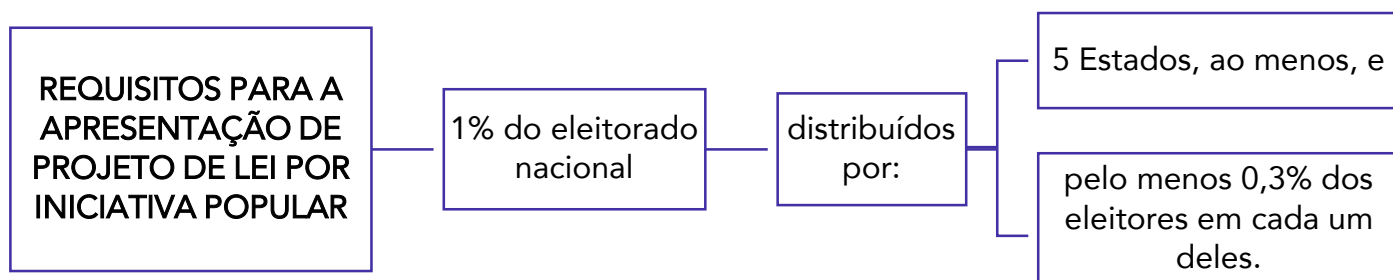 REQUISITOS PARA A
APRESENTAÇÃO DE
PROJETO DE LEI POR
INICIATIVA POPULAR
1% do eleitorado
nacional
distribuídos
por:
5 Estados, ao menos, e
pelo menos 0,3% dos
eleitores em cada um
deles.